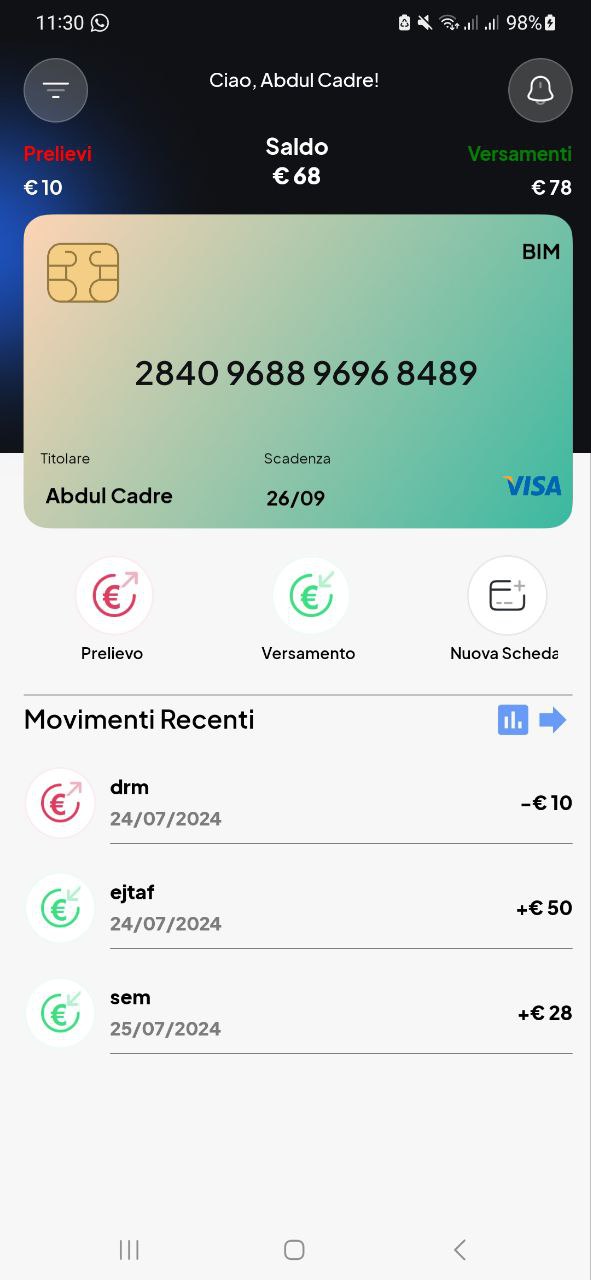 11:30 98%
Ciao, Abdul Cadre!
Prelievi Saldo Versamenti
€ 10 € 68 € 78
BIM
2840 9688 9696 8489
Titolare Scadenza
Abdul Cadre 26/09 VISA
Prelievo Versamento Nuova Scheda
Movimenti Recenti
drm
24/07/2024 -€ 10
ejtaf
24/07/2024 +€ 50
sem
25/07/2024 +€ 28